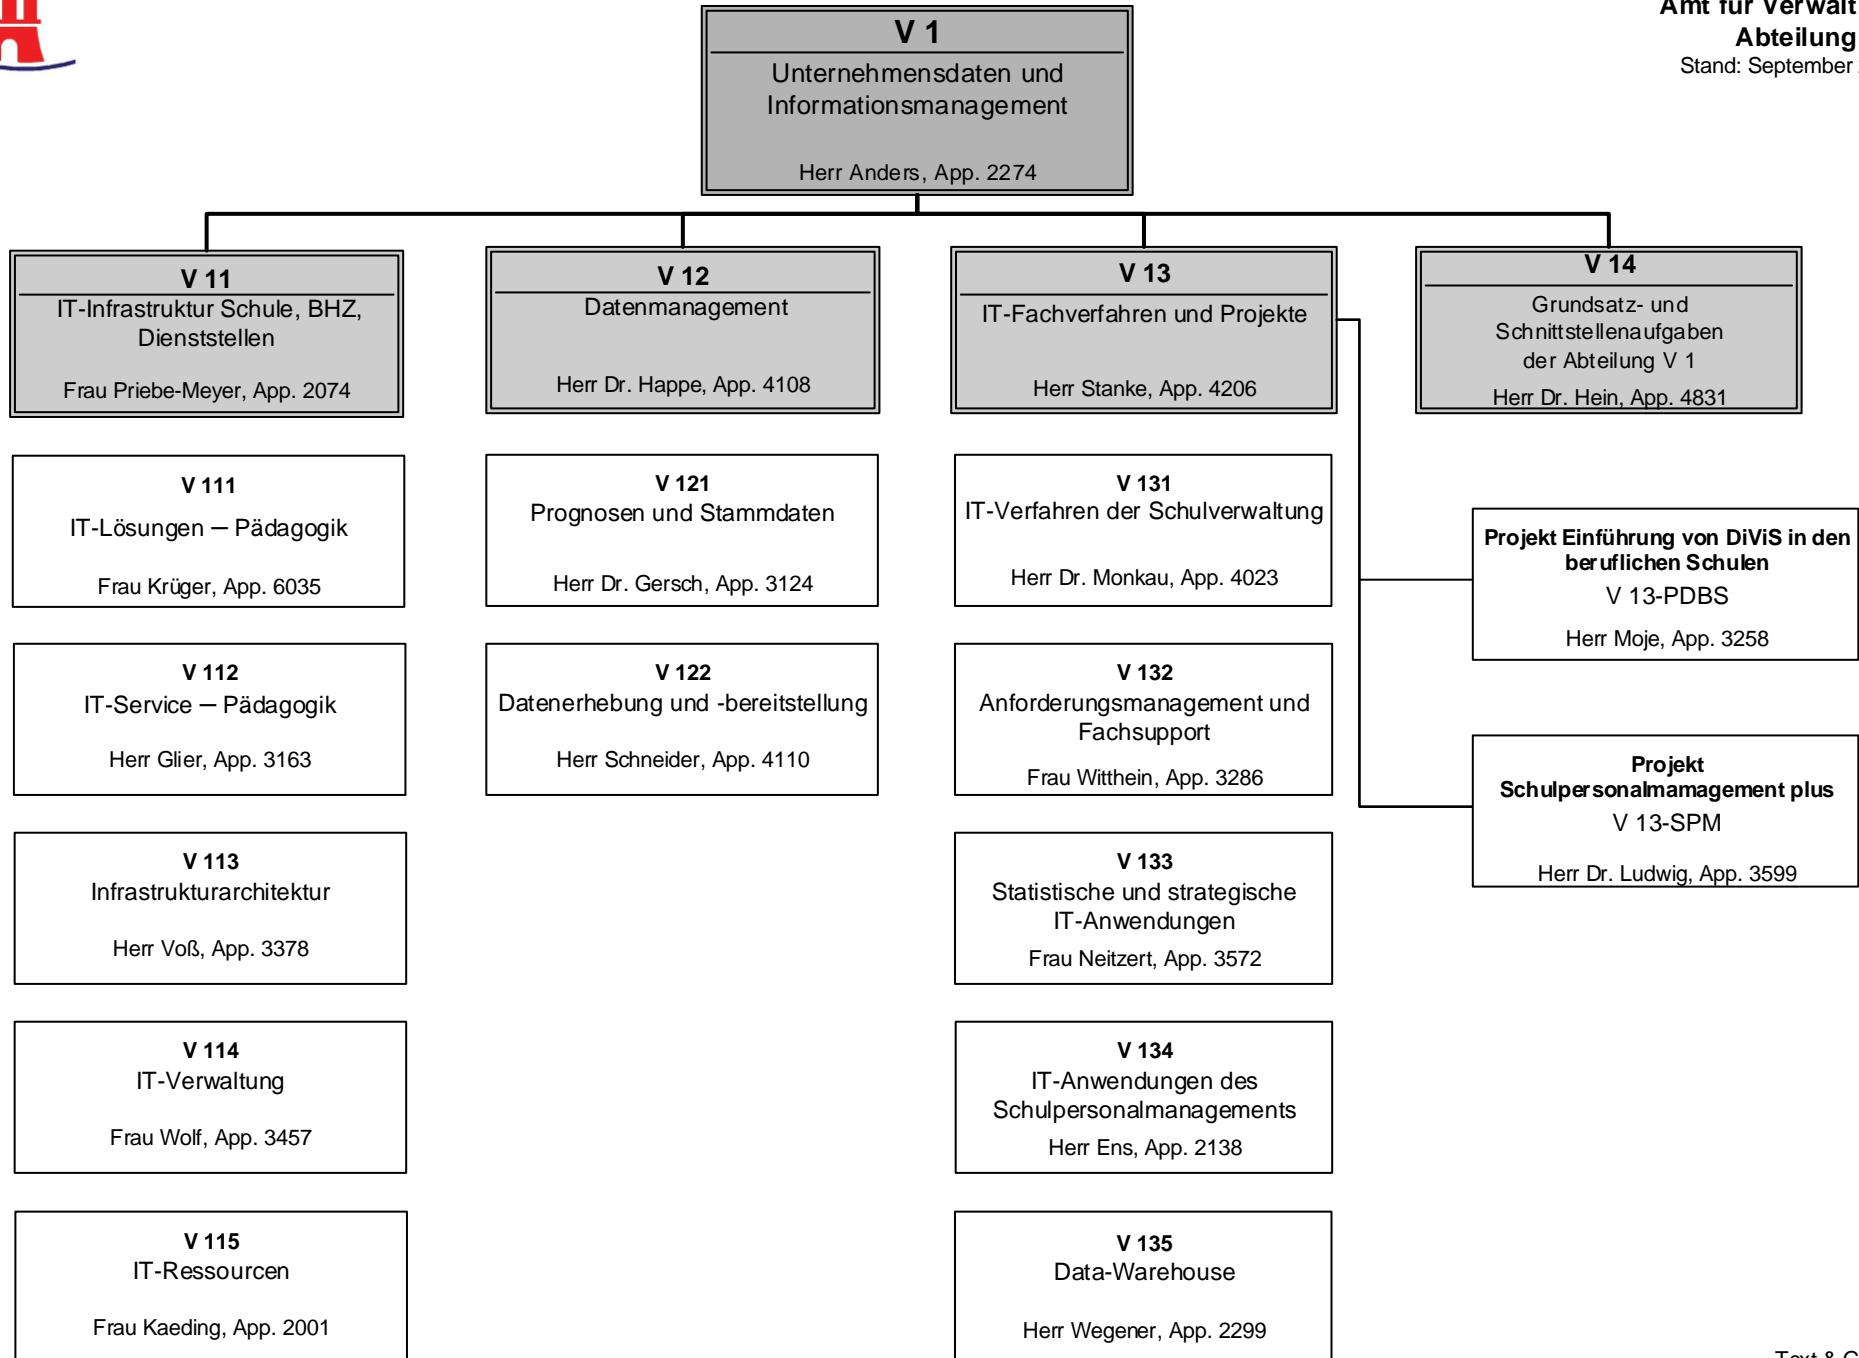 Amt für Verwalt
Abteilung
Stand: September
V 1
Unternehmensdaten und
Informationsmanagement
Herr Anders, App. 2274
V 11
IT-Infrastruktur Schule, BHZ,
Dienststellen
Frau Priebe-Meyer, App. 2074
V 12
Datenmanagement
Herr Dr. Happe, App. 4108
V 13
IT-Fachverfahren und Projekte
Herr Stanke, App. 4206
V 14
Grundsatz- und
Schnittstellenaufgaben
der Abteilung V 1
Herr Dr. Hein, App. 4831
V 111
IT-Lösungen – Pädagogik
Frau Krüger, App. 6035
V 112
IT-Service – Pädagogik
Herr Glier, App. 3163
V 113
Infrastrukturarchitektur
Herr Voß, App. 3378
V 114
IT-Verwaltung
Frau Wolf, App. 3457
V 115
IT-Ressourcen
Frau Kaeding, App. 2001
V 121
Prognosen und Stammdaten
Herr Dr. Gersch, App. 3124
V 122
Datenerhebung und -bereitstellung
Herr Schneider, App. 4110
V 131
IT-Verfahren der Schulverwaltung
Herr Dr. Monkau, App. 4023
V 132
Anforderungsmanagement und
Fachsupport
Frau Witthein, App. 3286
V 133
Statistische und strategische
IT-Anwendungen
Frau Neitzert, App. 3572
V 134
IT-Anwendungen des
Schulpersonalmanagements
Herr Ens, App. 2138
V 135
Data-Warehouse
Herr Wegener, App. 2299
Projekt Einführung von DiViS in den
beruflichen Schulen
V 13-PDBS
Herr Moje, App. 3258
Projekt
Schulpersonalmamagement plus
V 13-SPM
Herr Dr. Ludwig, App. 3599